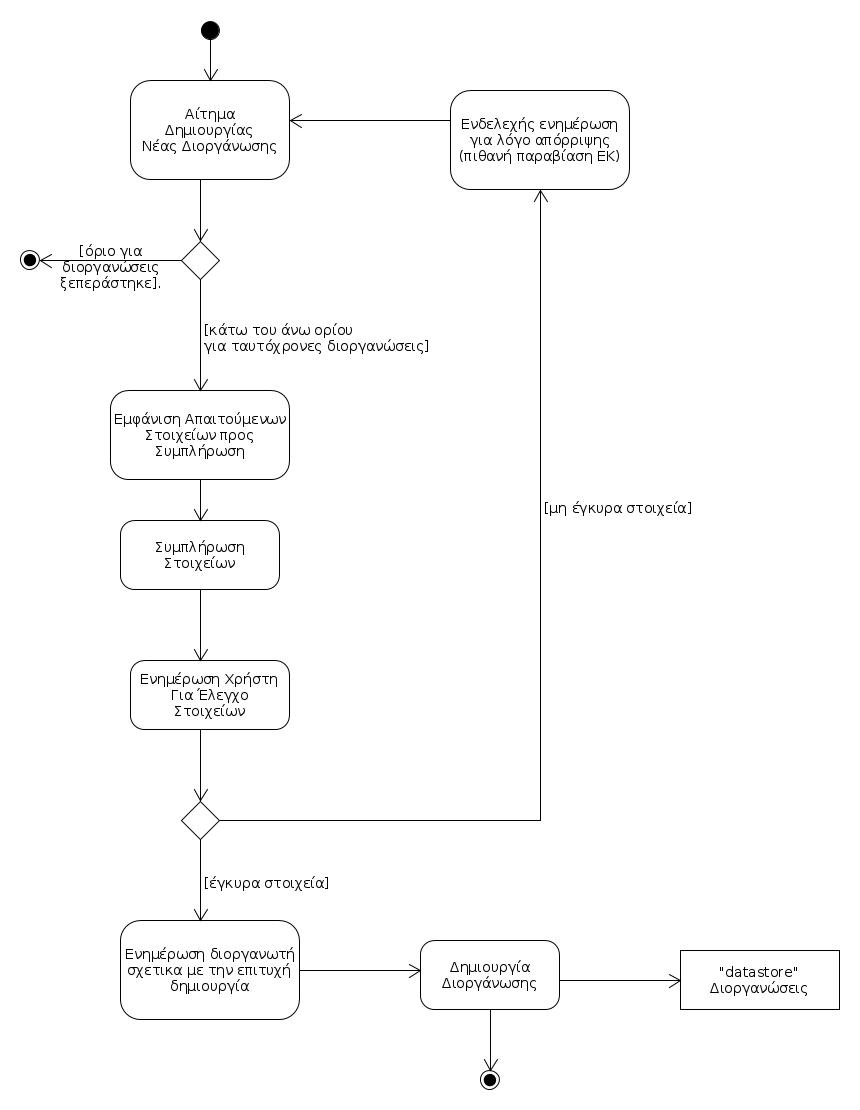 Αίτημα
Δημιουργίας
Νέας Διοργάνωσης
Ενδελεχής ενημέρωση
για λόγο απόρριψης
(πιθανή παραβίαση ΕΚ)
[όριο για
διοργανώσεις
ξεπεράστηκε].
[κάτω του άνω ορίου
για ταυτόχρονες διοργανώσεις]
Εμφάνιση Απαιτούμενων
Στοιχείων προς
Συμπλήρωση
[μη έγκυρα στοιχεία]
Συμπλήρωση
Στοιχείων
Ενημέρωση Χρήστη
Για Έλεγχο
Στοιχείων
[έγκυρα στοιχεία]
Ενημέρωση διοργανωτή
σχετικα με την επιτυχή
δημιουργία
Δημιουργία
Διοργάνωσης
"datastore"
Διοργανώσεις